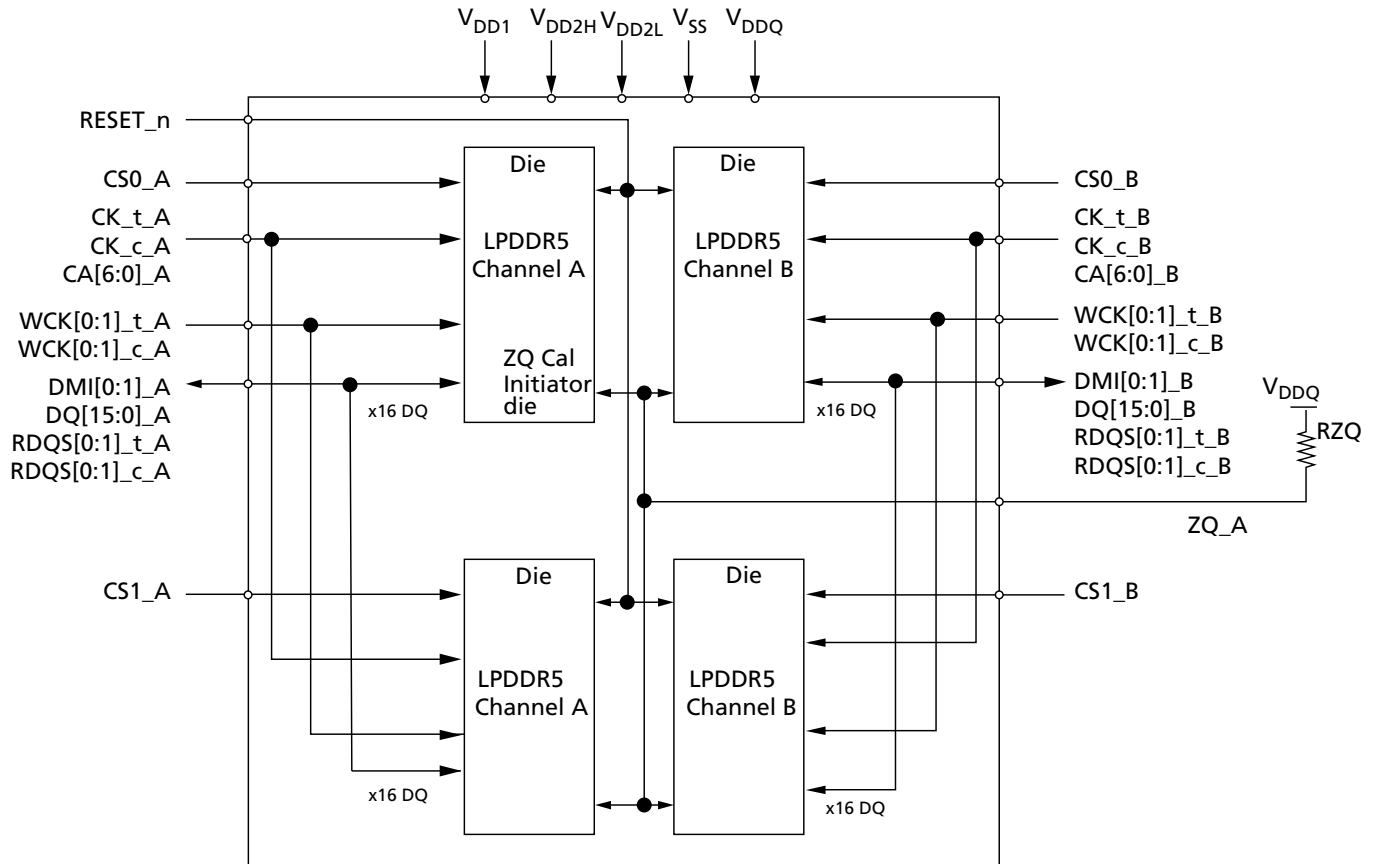 VDD1 VDD2H VDD2L VSS VDDQ
RESET_n
Die
Die
CS0_A
CS0_B
CK_t_A
CK_c_A
CA[6:0]_A
LPDDR5
Channel A
LPDDR5
Channel B
CK_t_B
CK_c_B
CA[6:0]_B
WCK[0:1]_t_A
WCK[0:1]_c_A
WCK[0:1]_t_B
WCK[0:1]_c_B
ZQ Cal
Initiator
die
DMI[0:1]_A
DQ[15:0]_A
RDQS[0:1]_t_A
RDQS[0:1]_c_A
x16 DQ
x16 DQ
DMI[0:1]_B
DQ[15:0]_B
RDQS[0:1]_t_B
RDQS[0:1]_c_B
VDDQ
RZQ
ZQ_A
Die
Die
CS1_A
CS1_B
LPDDR5
Channel A
LPDDR5
Channel B
x16 DQ
x16 DQ